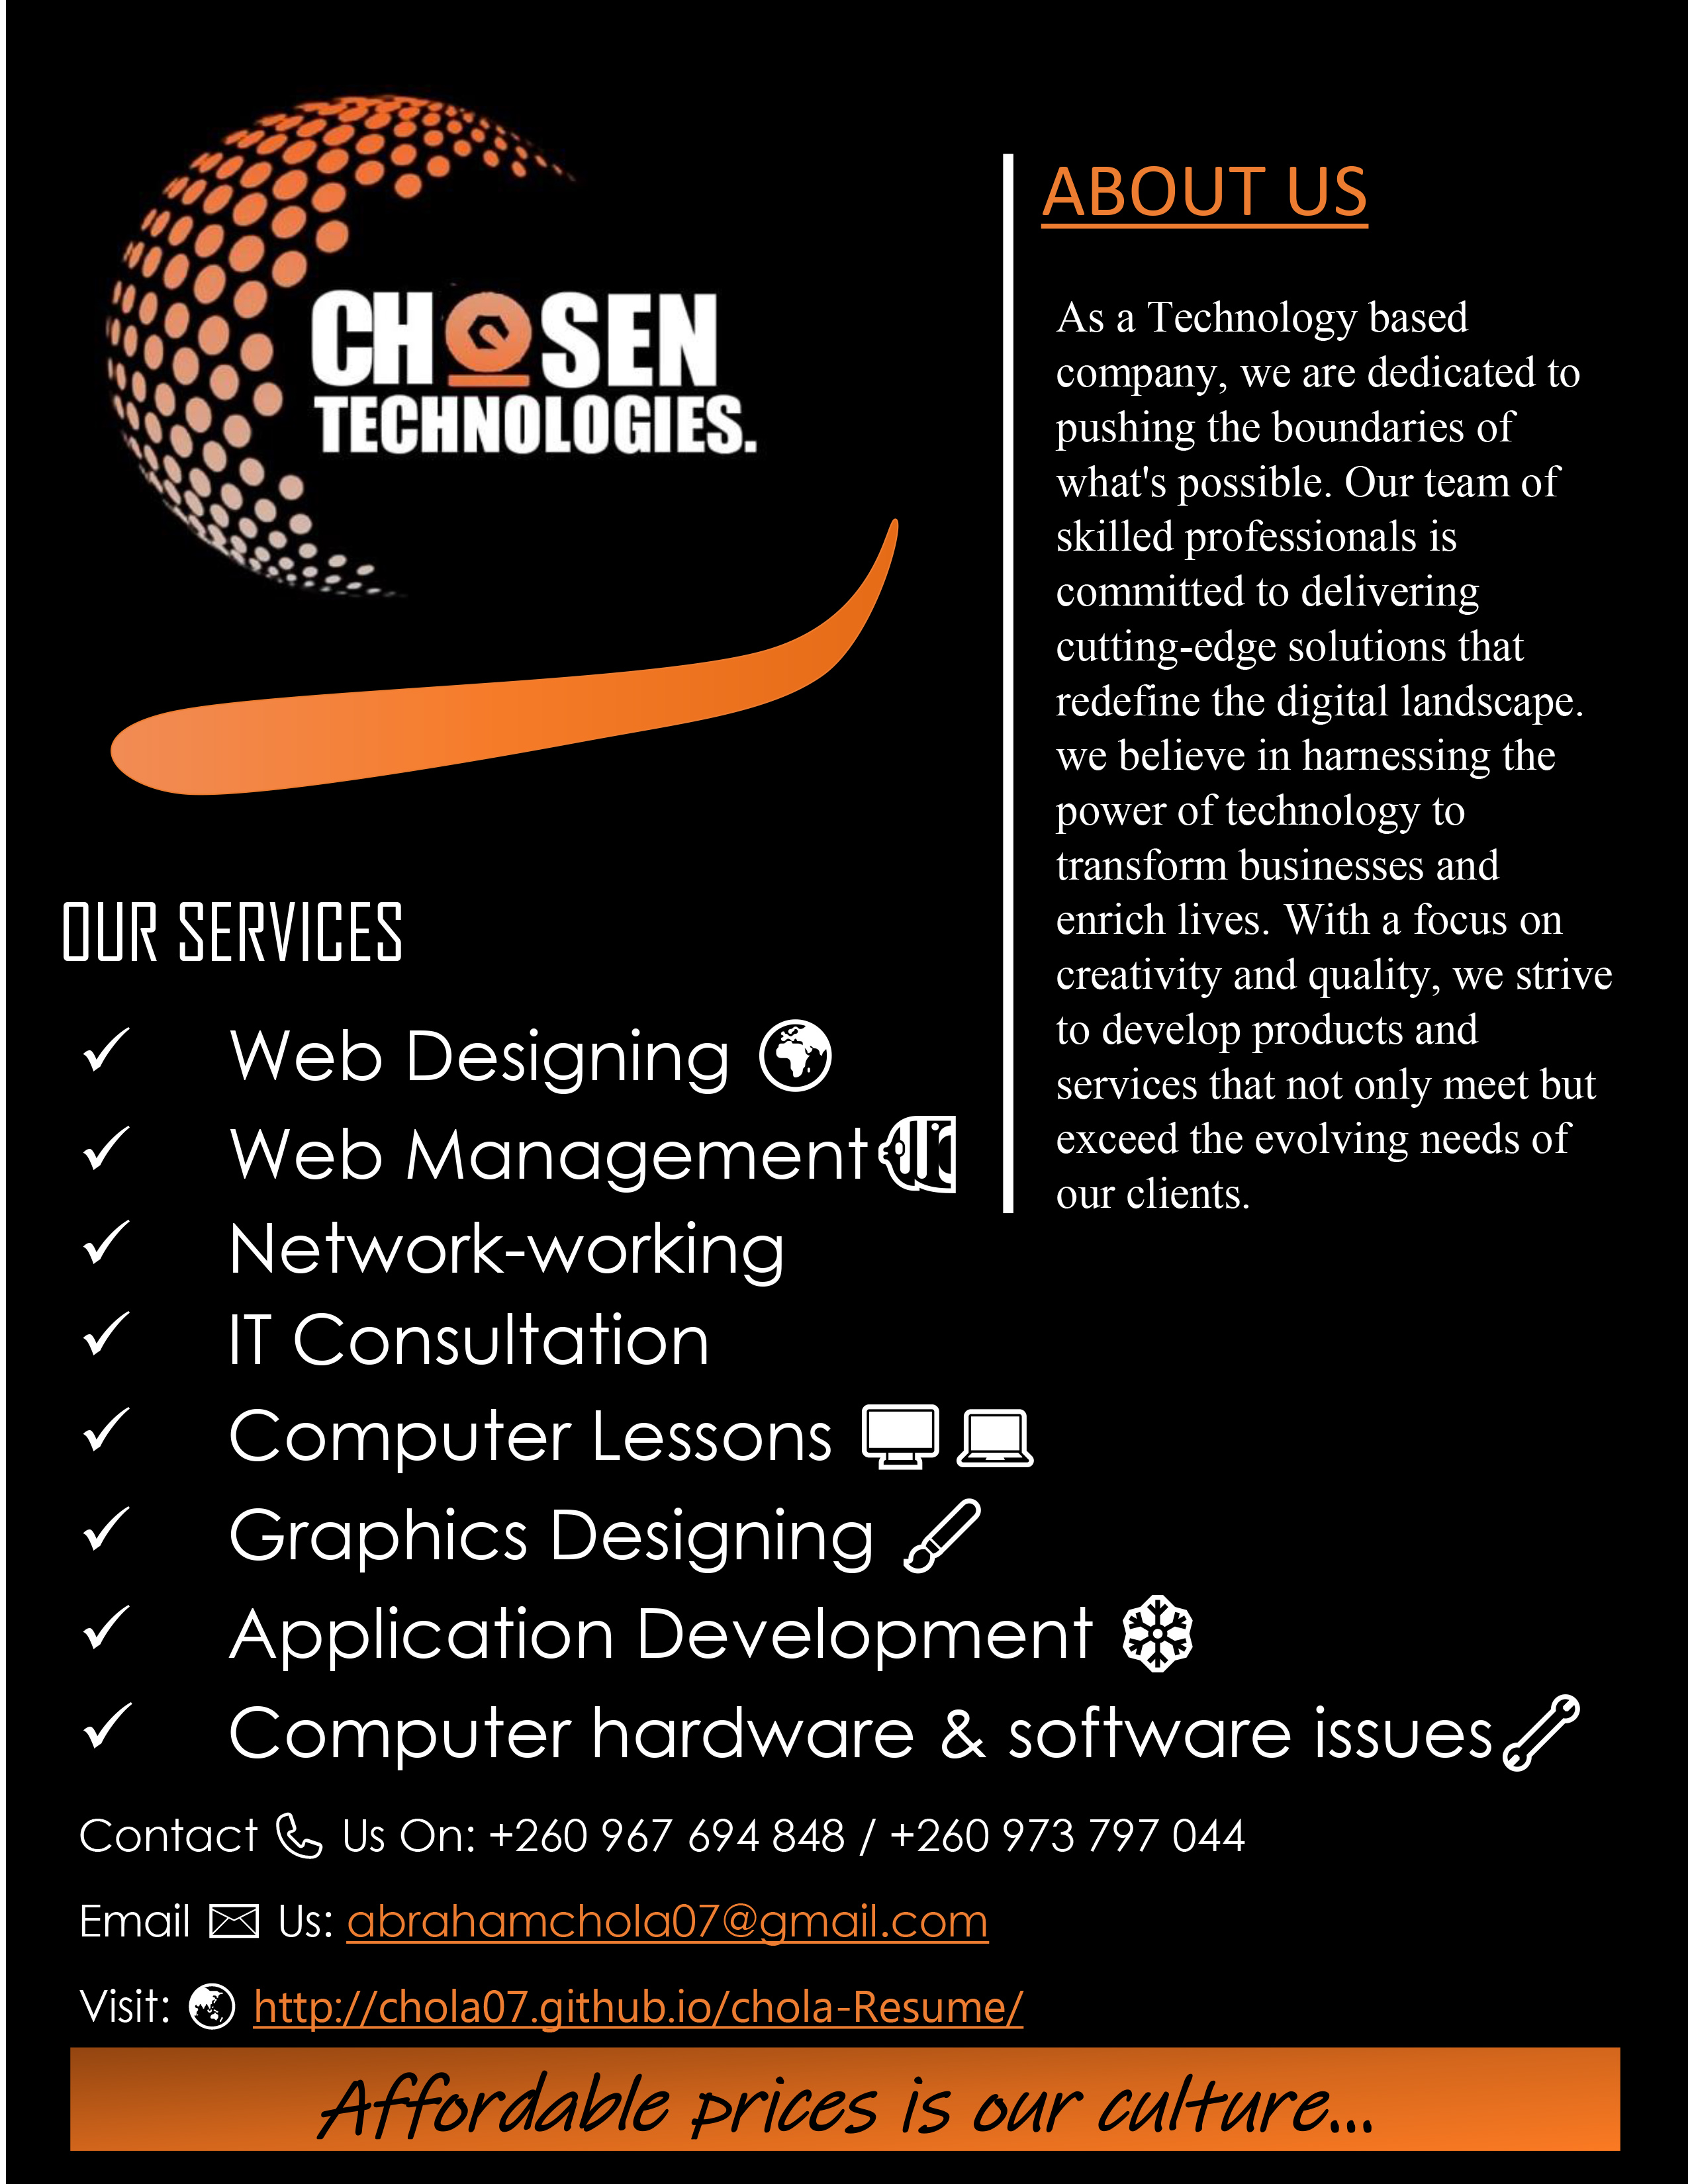 CHOSEN
TECHNOLOGIES.
ABOUT US
As a Technology based
company, we are dedicated to
pushing the boundaries of
what's possible. Our team of
skilled professionals is
committed to delivering
cutting-edge solutions that
redefine the digital landscape.
we believe in harnessing the
power of technology to
transform businesses and
enrich lives. With a focus on
creativity and quality, we strive
to develop products and
services that not only meet but
exceed the evolving needs of
our clients.
OUR SERVICES
✓ Web Designing
✓ Web Management
✓ Network-working
✓ IT Consultation
✓ Computer Lessons
✓ Graphics Designing
✓ Application Development
✓ Computer hardware & software issues
Contact Us On: +260 967 694 848 / +260 973 797 044
Email Us: abrahamchola07@gmail.com
Visit: http://chola07.github.io/chola-Resume/
Affordable prices is our culture...